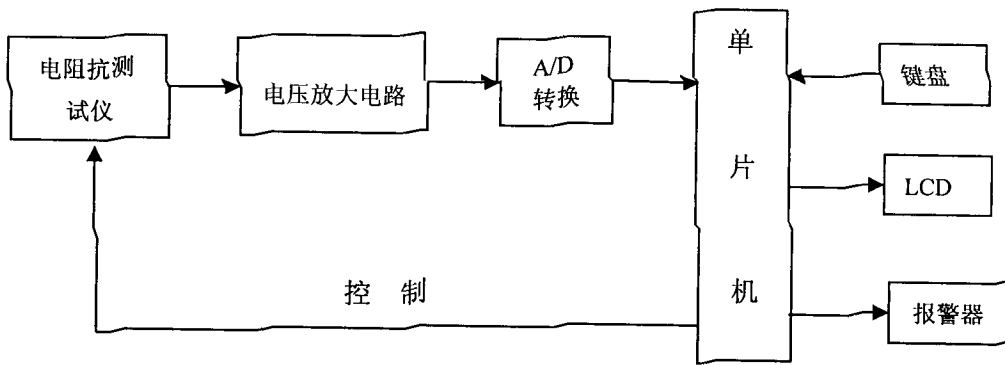 电阻抗测
试仪
电压放大电路
A/D
转换
单
片
机
键盘
LCD
报警器
控 制